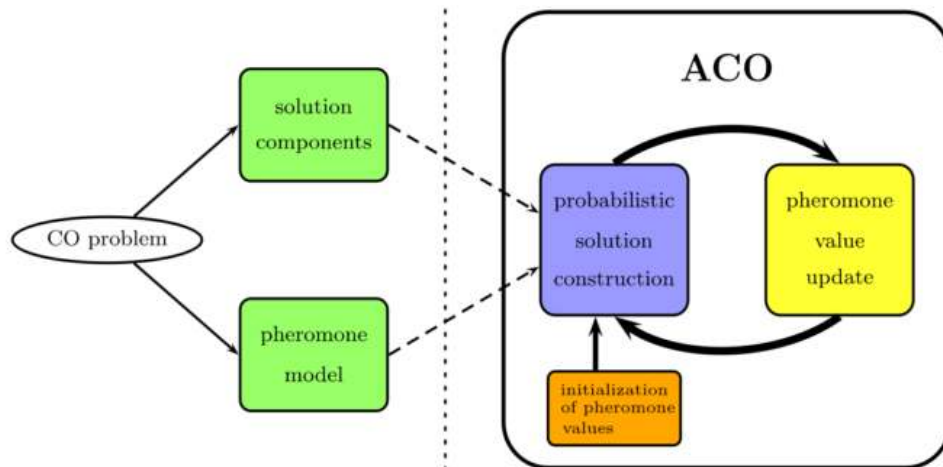 ACO
solution
components
CO problem
pheromone
model
probabilistic
solution
construction
pheromone
value
update
initialization
of pheromone
values